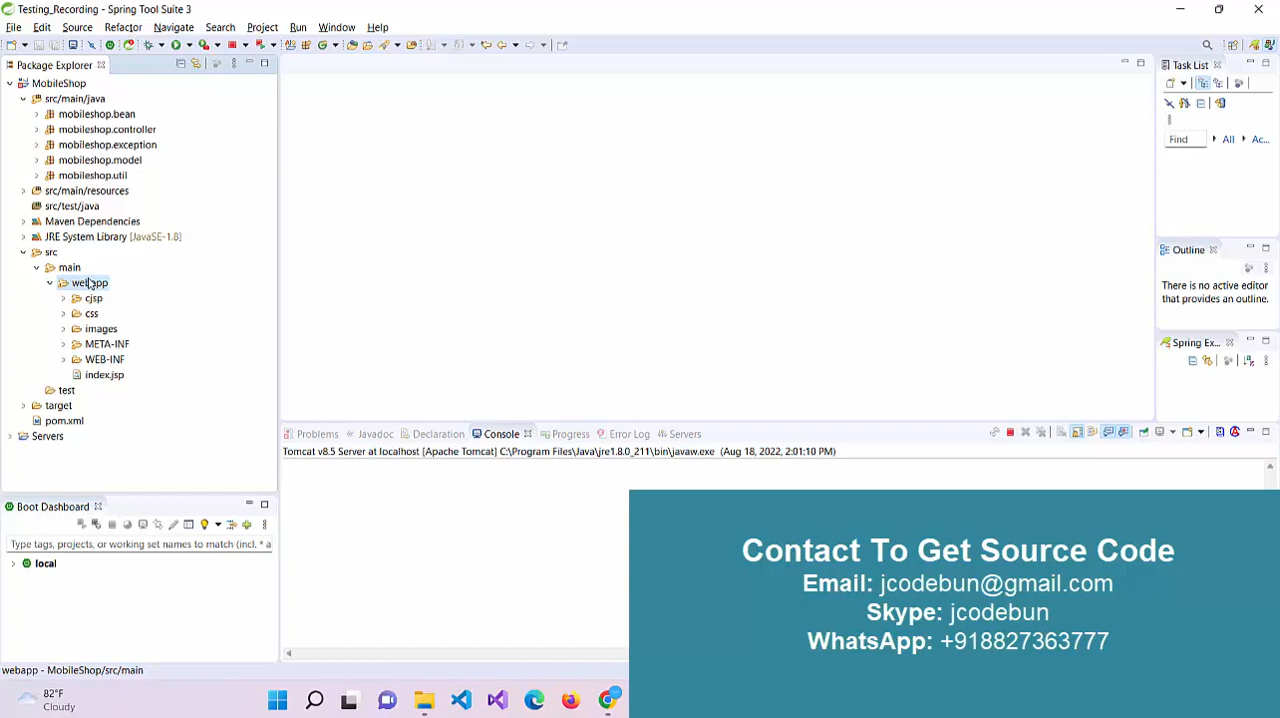 Testing_Recording - Spring Tool Suite 3
File Edit Source Refactor Navigate Search Project Run Window Help
Package Explorer
MobileShop
src/main/java
mobileshop.bean
mobileshop.controller
mobileshop.exception
mobileshop.model
mobileshop.util
src/main/resources
src/test/java
Maven Dependencies
JRE System Library [JavaSE-1.8]
src
main
webapp
cjsp
css
images
META-INF
WEB-INF
index.jsp
test
target
pom.xml
Servers
Boot Dashboard
Type tags, projects, or working set names to match (incl. * a
local
webapp - MobileShop/src/main
Task List
Find All Ac...
Outline
There is no active editor
that provides an outline.
Spring Ex...
Problems Javadoc Declaration Console Progress Error Log Servers
Tomcat v8.5 Server at localhost [Apache Tomcat] C:\Program Files\Java\jre1.8.0_211\bin\javaw.exe (Aug 18, 2022, 2:01:10 PM)
Contact To Get Source Code
Email: jcodebun@gmail.com
Skype: jcodebun
WhatsApp: +918827363777
82°F
Cloudy